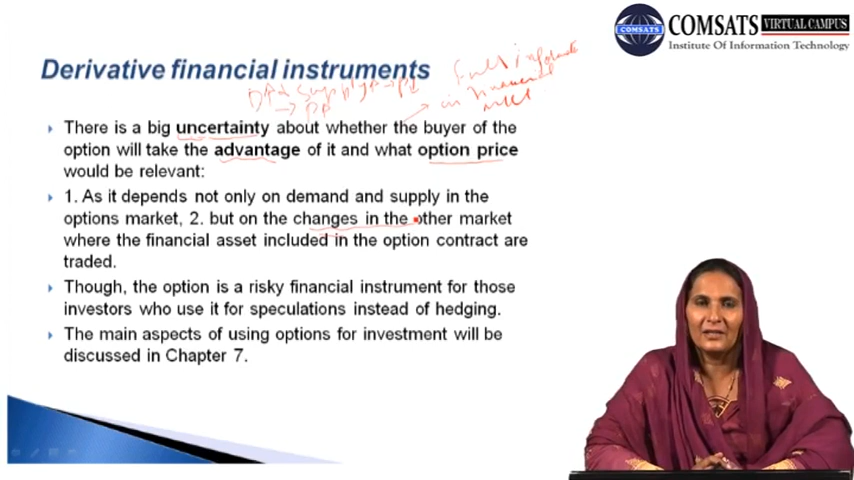 COMSATS
COMSATS VIRTUAL CAMPUS
Institute Of Information Technology
Derivative financial instruments
There is a big uncertainty about whether the buyer of the
option will take the advantage of it and what option price
would be relevant:
1. As it depends not only on demand and supply in the
options market, 2. but on the changes in the other market
where the financial asset included in the option contract are
traded.
Though, the option is a risky financial instrument for those
investors who use it for speculations instead of hedging.
The main aspects of using options for investment will be
discussed in Chapter 7.